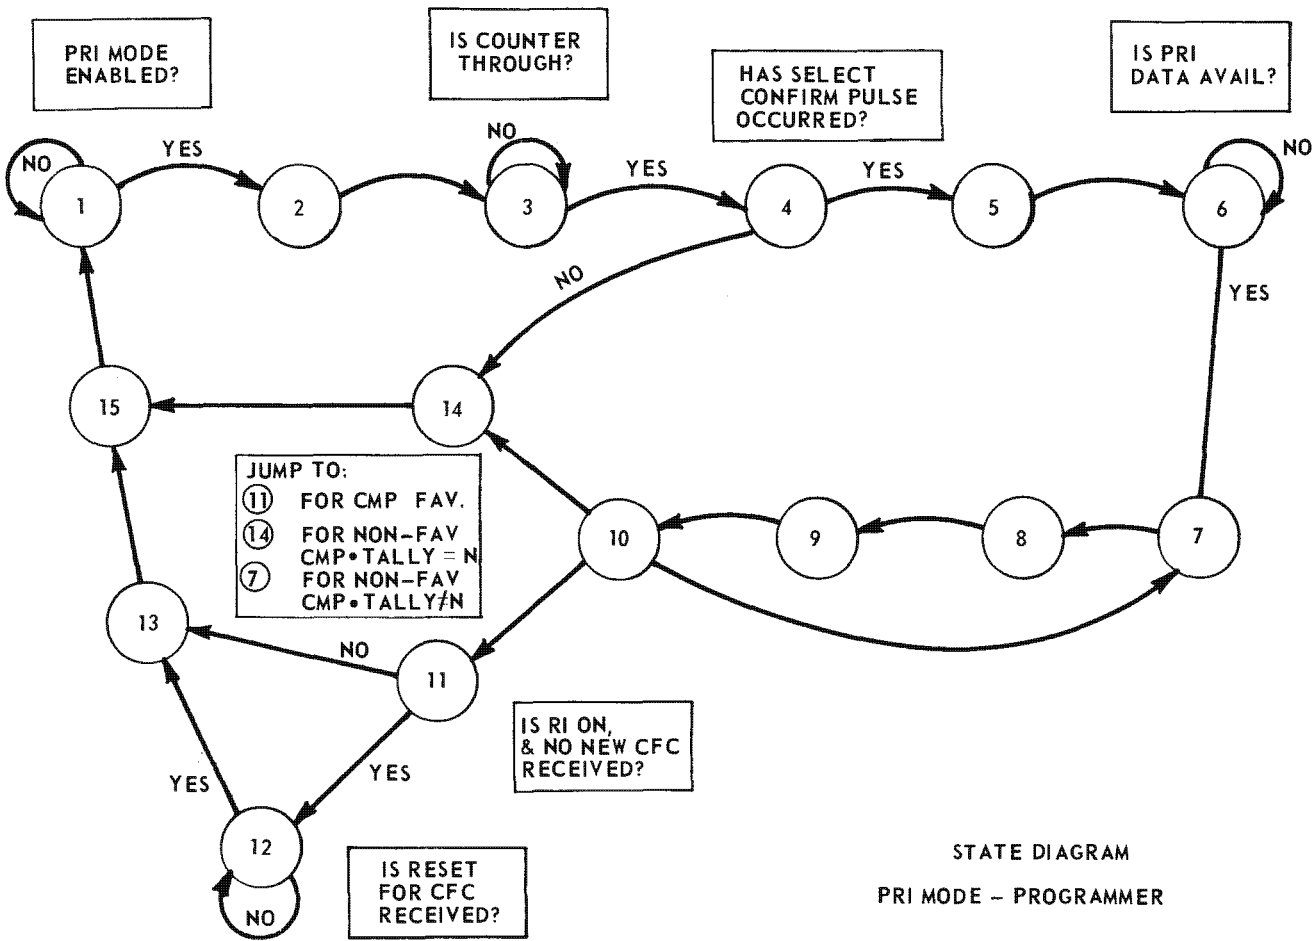 PRI MODE
ENABLED?
IS COUNTER
THROUGH?
HAS SELECT
CONFIRM PULSE
OCCURRED?
IS PRI
DATA AVAIL?
NO
YES
NO
YES
YES
NO
1
2
3
4
5
6
NO
YES
15
14
JUMP TO:
11 FOR CMP FAV.
14 FOR NON-FAV
CMP•TALLY = N
7 FOR NON-FAV
CMP•TALLY≠N
10
9
8
7
13
NO
11
IS RI ON,
& NO NEW CFC
RECEIVED?
YES
YES
12
NO
IS RESET
FOR CFC
RECEIVED?
STATE DIAGRAM
PRI MODE – PROGRAMMER